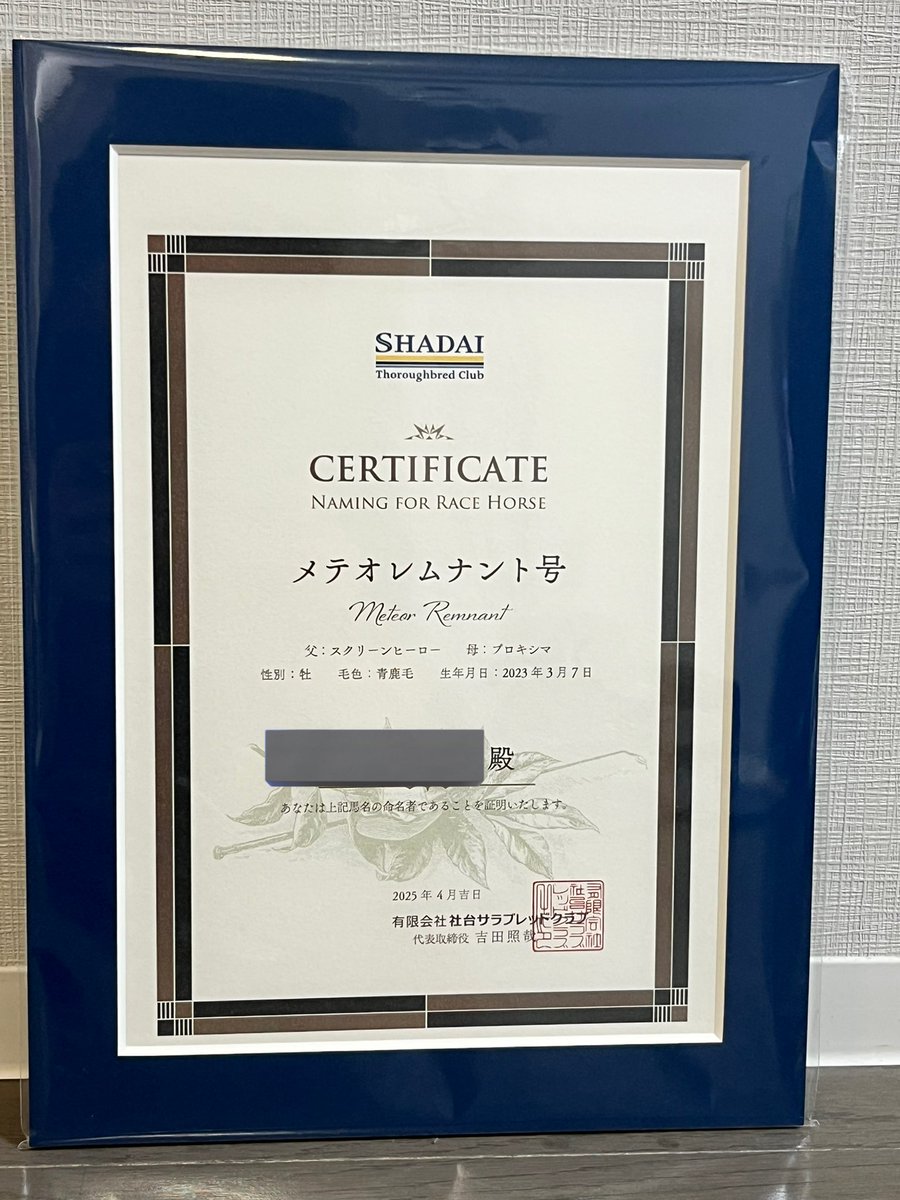 SHADAI
Thoroughbred Club
CERTIFICATE
NAMING FOR RACE HORSE
メテオレムナント号
Meteor Remnant
父：スクリーンヒーロー 母：プロキシマ
性別：牡 毛色：青鹿毛 生年月日：2023年3月7日
殿
あなたは上記馬名の命名者であることを証明いたします。
2025年4月吉日
有限会社 社台サラブレッドクラブ
代表取締役 吉田照哉